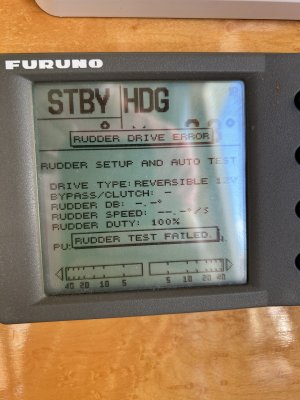 FURUNO
STBY HDG
RUDDER DRIVE ERROR
RUDDER SETUP AND AUTO TEST
DRIVE TYPE: REVERSIBLE 12V
BYPASS/CLUTCH: -
RUDDER DB: -.-°
RUDDER SPEED: --.-°/S
RUDDER DUTY: 100%
PU
RUDDER TEST FAILED.
40 20 10 5 5 10 20 40